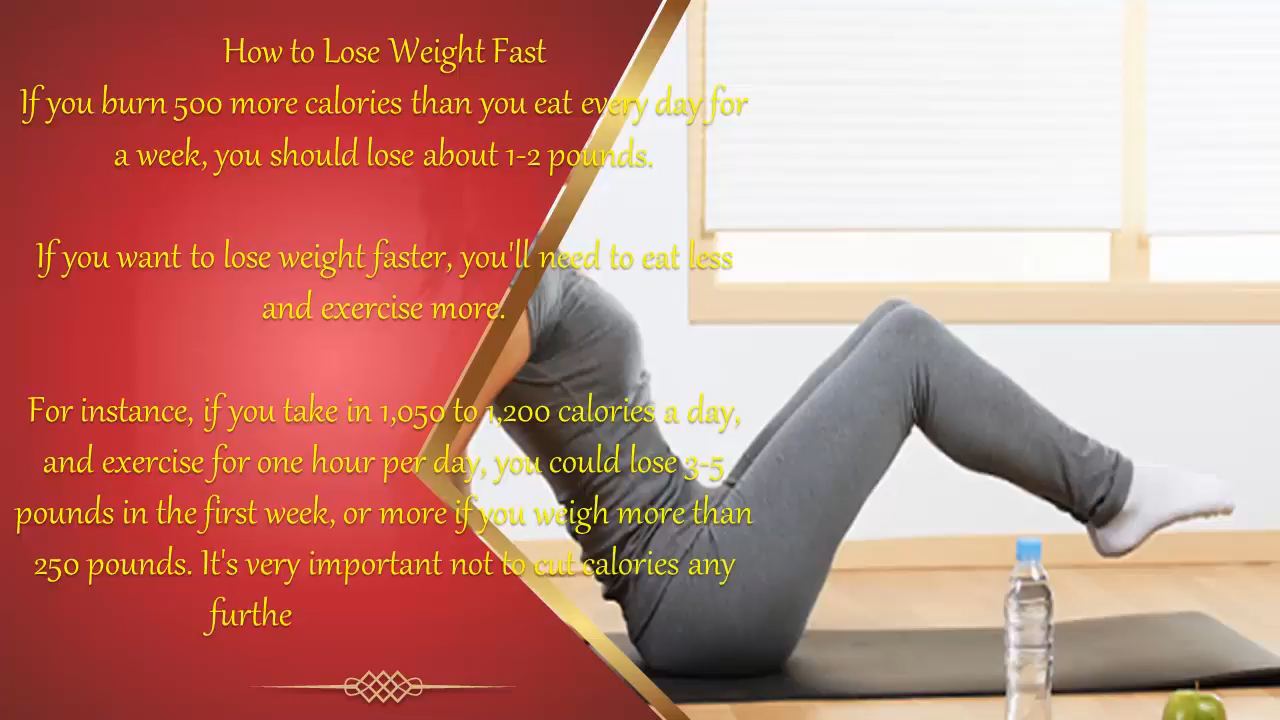 How to Lose Weight Fast
If you burn 500 more calories than you eat every day for
a week, you should lose about 1-2 pounds.
If you want to lose weight faster, you'll need to eat less
and exercise more.
For instance, if you take in 1,050 to 1,200 calories a day,
and exercise for one hour per day, you could lose 3-5
pounds in the first week, or more if you weigh more than
250 pounds. It's very important not to cut calories any
furthe